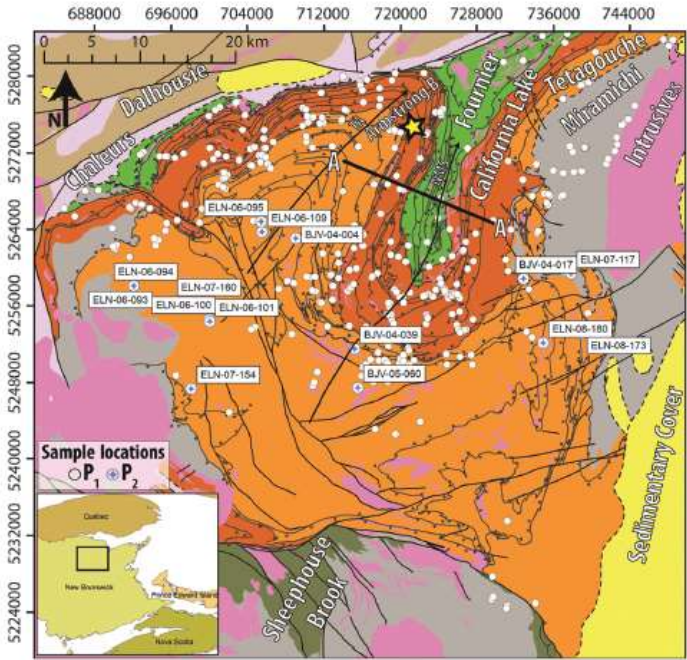 688000 696000 704000 712000 720000 728000 736000 744000
0 5 10 20 km
5280000
5272000
5264000
5256000
5248000
5240000
5232000
5224000
N
Dalhousie
Chaleurs
Armstrong B
Fournier
California Lake
Tetagouche
Miramichi
Intrusives
A
A
ELN-06-095
ELN-06-109
BJV-04-004
BJV-04-017
ELN-07-117
ELN-06-094
ELN-07-160
ELN-06-093
ELN-06-100
ELN-06-101
BJV-04-039
ELN-08-180
ELN-08-173
ELN-07-154
BJV-05-060
Sample locations
P1 P2
Sedimentary Cover
Sheephouse
Brook
Québec
New Brunswick
Prince Edward Island
Nova Scotia